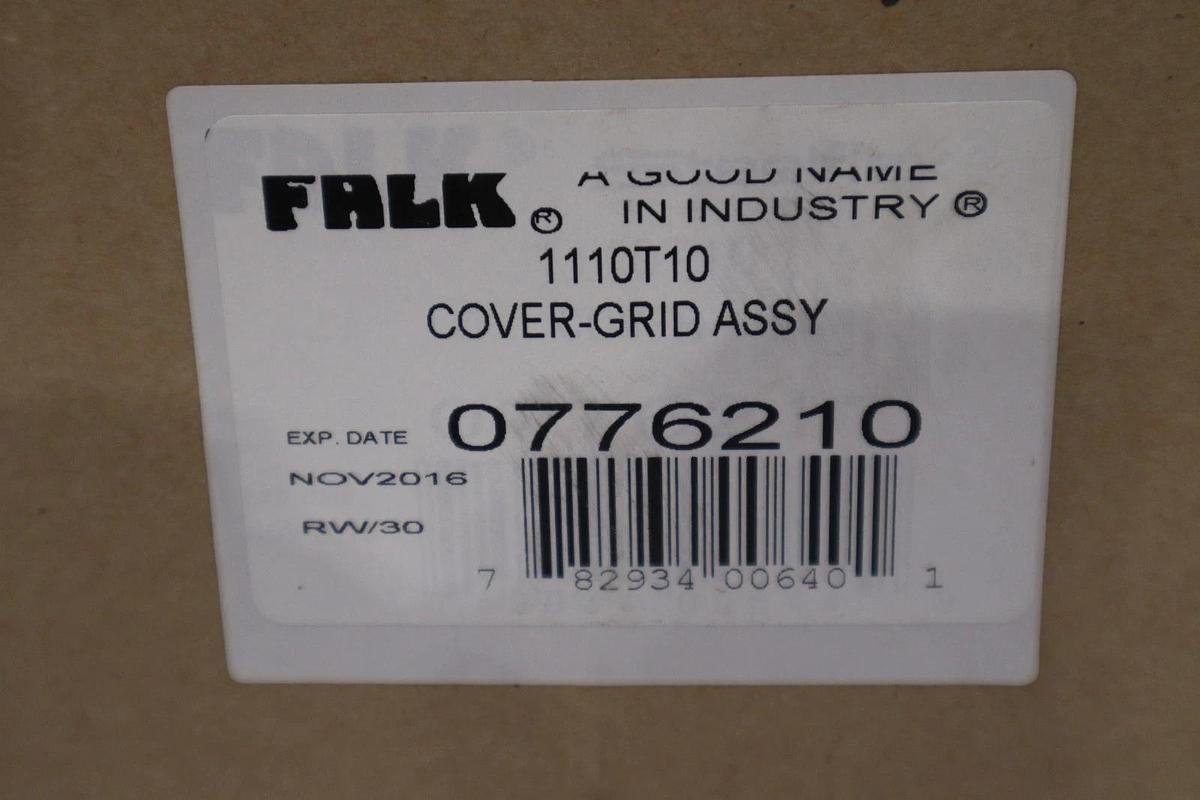 FALK® A GOOD NAME
IN INDUSTRY®
1110T10
COVER-GRID ASSY
0776210
EXP. DATE
NOV2016
RW/30
7 82934 00640 1